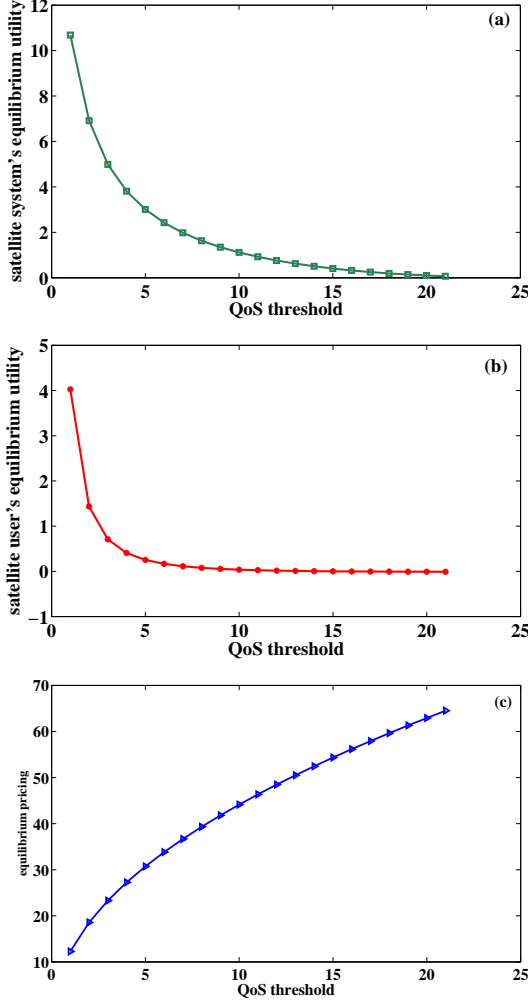 12
(a)
10
8
6
4
2
0
0 5 10 15 20 25
satellite system's equilibrium utility
QoS threshold
5
(b)
4
3
2
1
0
−1
0 5 10 15 20 25
satellite user's equilibrium utility
QoS threshold
70
(c)
60
50
40
30
20
10
0 5 10 15 20 25
equilibrium pricing
QoS threshold